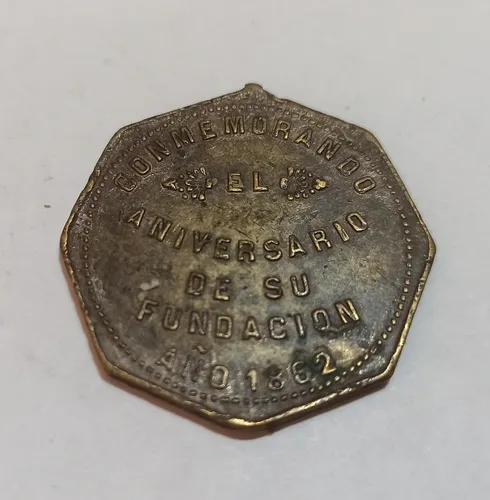 CONMEMORANDO
EL
ANIVERSARIO
DE SU
FUNDACION
AÑO 1862